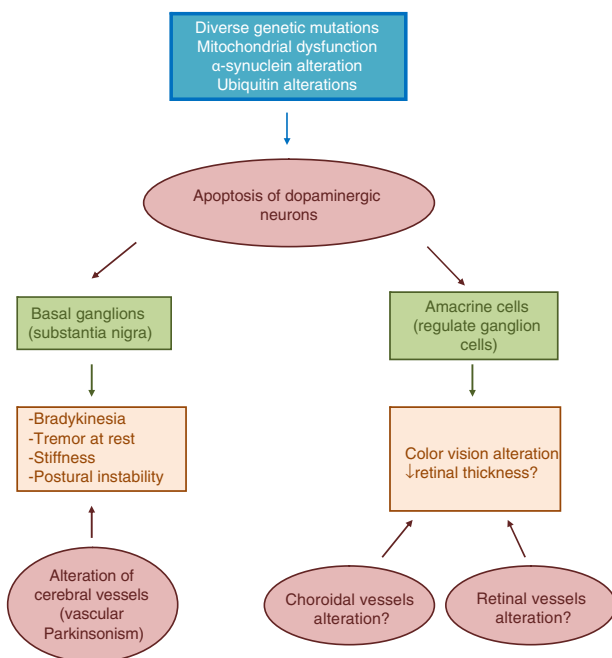 Diverse genetic mutations
Mitochondrial dysfunction
α-synuclein alteration
Ubiquitin alterations
Apoptosis of dopaminergic
neurons
Basal ganglions
(substantia nigra)
Amacrine cells
(regulate ganglion
cells)
-Bradykinesia
-Tremor at rest
-Stiffness
-Postural instability
Color vision alteration
↓retinal thickness?
Alteration of
cerebral vessels
(vascular
Parkinsonism)
Choroidal vessels
alteration?
Retinal vessels
alteration?